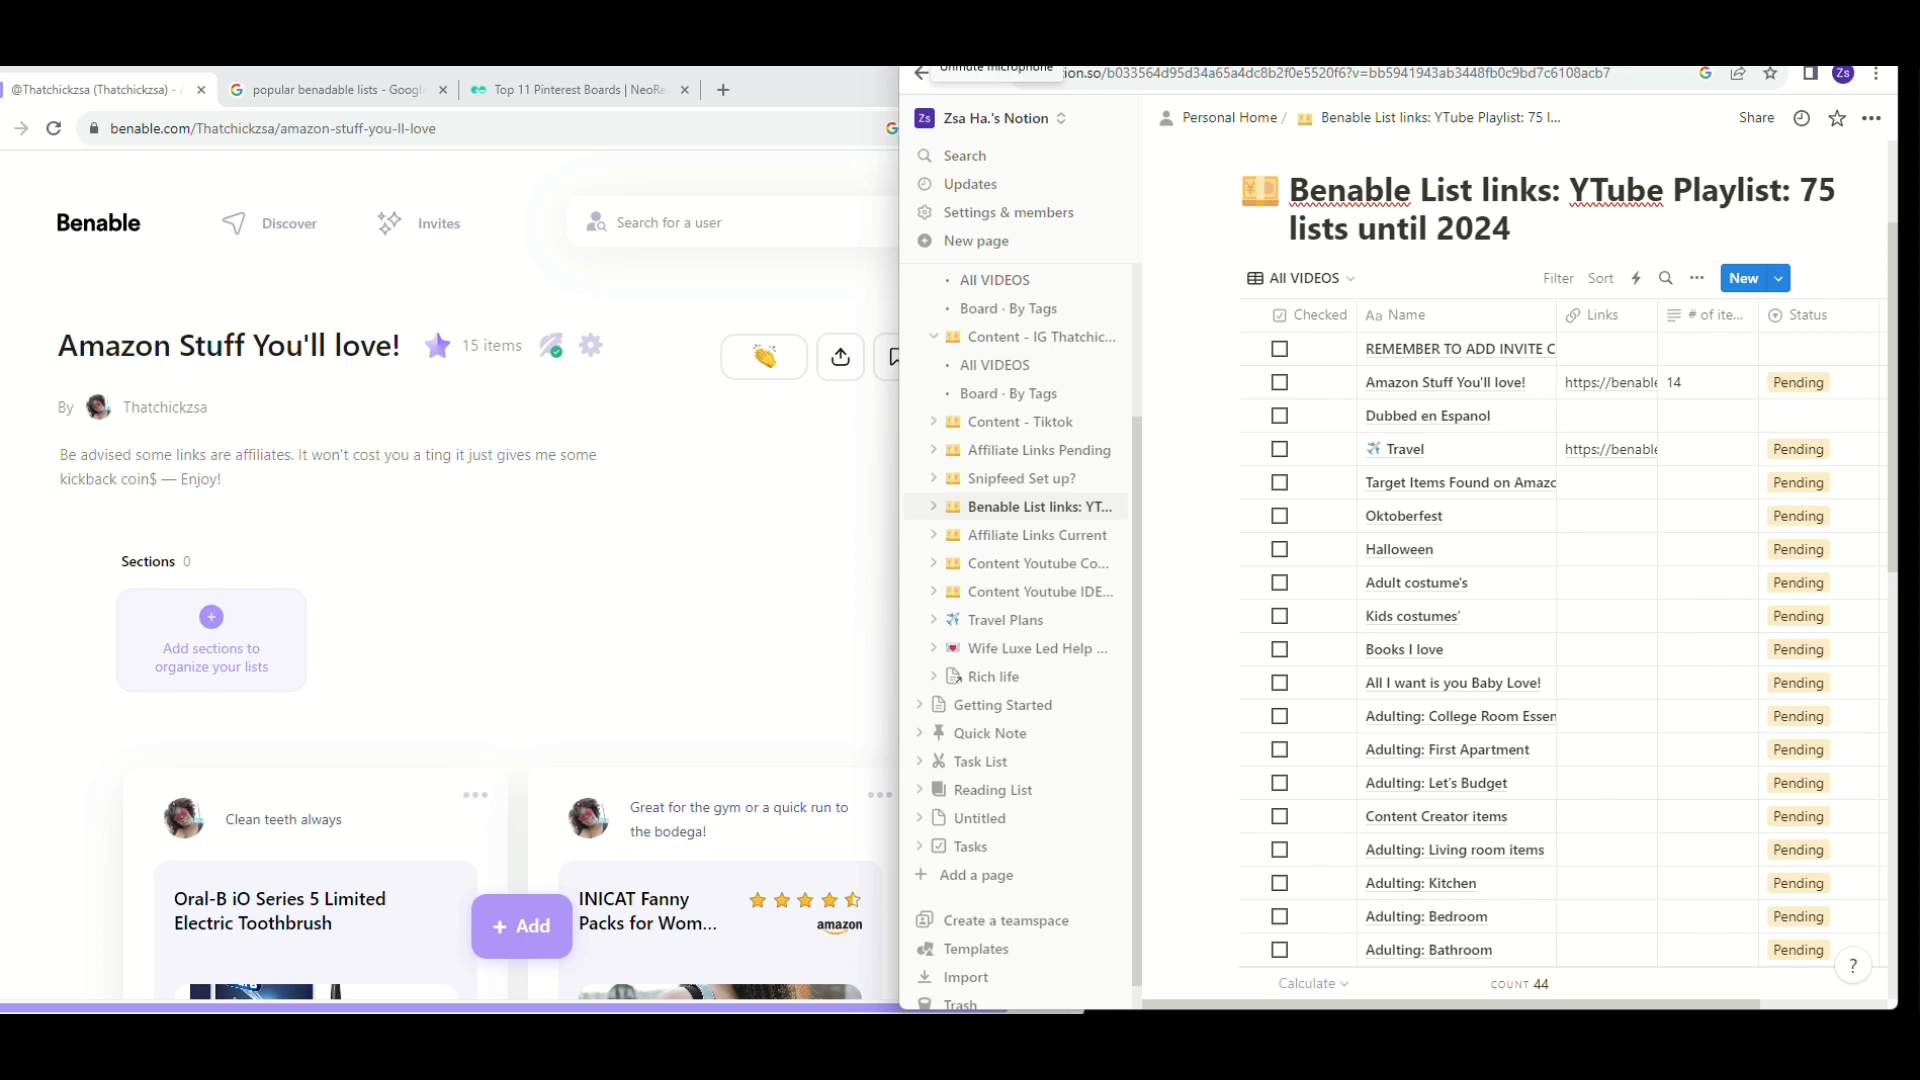 @Thatchickzsa (Thatchickzsa) -
popular benadable lists - Googl
Top 11 Pinterest Boards | NeoRe
benable.com/Thatchickzsa/amazon-stuff-you-ll-love
Benable
Discover
Invites
Search for a user
Amazon Stuff You'll love!
15 items
By Thatchickzsa
Be advised some links are affiliates. It won't cost you a ting it just gives me some
kickback coin$ — Enjoy!
Sections 0
Add sections to
organize your lists
Clean teeth always
Oral-B iO Series 5 Limited
Electric Toothbrush
Great for the gym or a quick run to
the bodega!
INICAT Fanny
Packs for Wom...
amazon
+ Add
Unmute microphone
ion.so/b033564d95d34a65a4dc8b2f0e5520f6?v=bb5941943ab3448fb0c9bd7c6108acb7
Zs
Zs Zsa Ha.'s Notion
Search
Updates
Settings & members
New page
All VIDEOS
Board · By Tags
Content - IG Thatchic...
All VIDEOS
Board · By Tags
Content - Tiktok
Affiliate Links Pending
Snipfeed Set up?
Benable List links: YT...
Affiliate Links Current
Content Youtube Co...
Content Youtube IDE...
Travel Plans
Wife Luxe Led Help ...
Rich life
Getting Started
Quick Note
Task List
Reading List
Untitled
Tasks
Add a page
Create a teamspace
Templates
Import
Trash
Personal Home / Benable List links: YTube Playlist: 75 l...
Share
Benable List links: YTube Playlist: 75
lists until 2024
All VIDEOS
Filter Sort
New
Checked Aa Name Links # of ite... Status
REMEMBER TO ADD INVITE C
Amazon Stuff You'll love! https://benable 14 Pending
Dubbed en Espanol
Travel https://benable Pending
Target Items Found on Amazo Pending
Oktoberfest Pending
Halloween Pending
Adult costume's Pending
Kids costumes' Pending
Books I love Pending
All I want is you Baby Love! Pending
Adulting: College Room Essen Pending
Adulting: First Apartment Pending
Adulting: Let's Budget Pending
Content Creator items Pending
Adulting: Living room items Pending
Adulting: Kitchen Pending
Adulting: Bedroom Pending
Adulting: Bathroom Pending
Calculate
COUNT 44
?